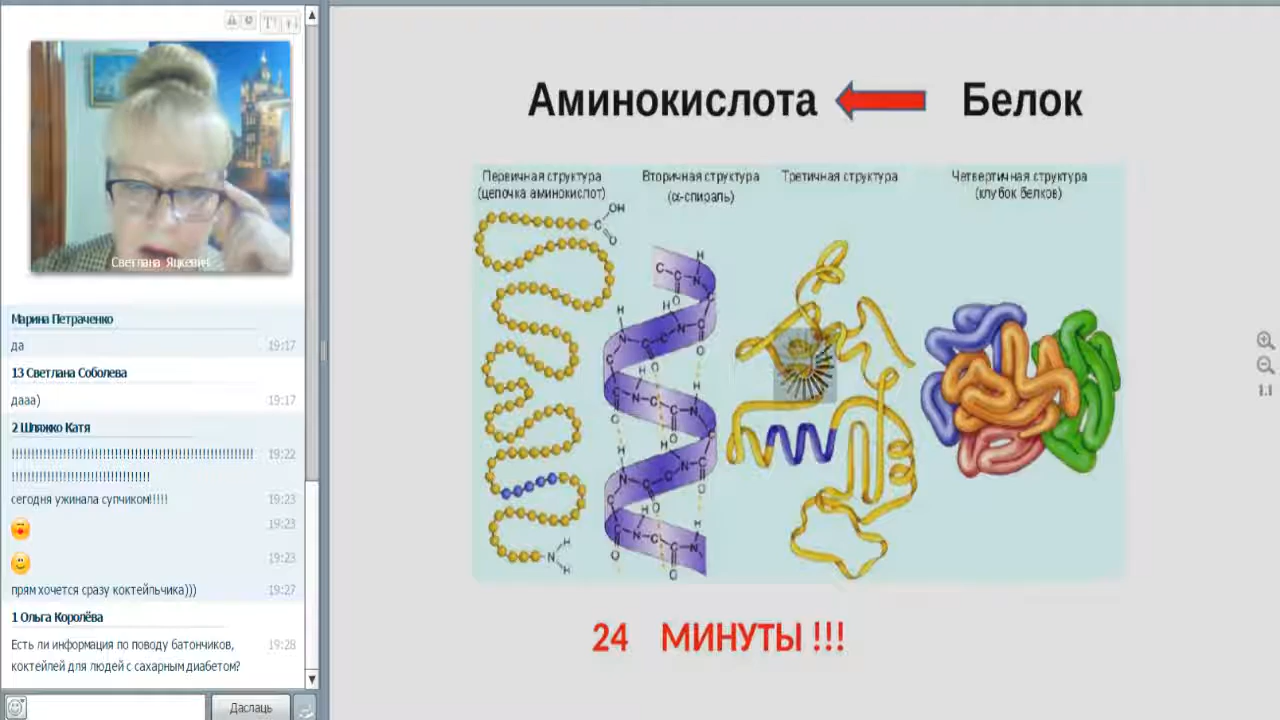 Светлана Яцкевич
Марина Петраченко
да 19:17
13 Светлана Соболева
дааа) 19:17
2 Шляжко Катя
!!!!!!!!!!!!!!!!!!!!!!!!!!!!!!!!!!!!!!!!!!!!!!!!!!!!!!!!!!!!! 19:22
!!!!!!!!!!!!!!!!!!!!!!!!!!!!!!!!!!!
сегодня ужинала супчиком!!!!! 19:23
19:23
19:23
прям хочется сразу коктейльчика))) 19:27
1 Ольга Королёва
Есть ли информация по поводу батончиков, 19:28
коктейлей для людей с сахарным диабетом?
Даслаць
Аминокислота Белок
Первичная структура
(цепочка аминокислот)
Вторичная структура
(α-спираль)
Третичная структура
Четвертичная структура
(клубок белков)
24 МИНУТЫ !!!
1:1